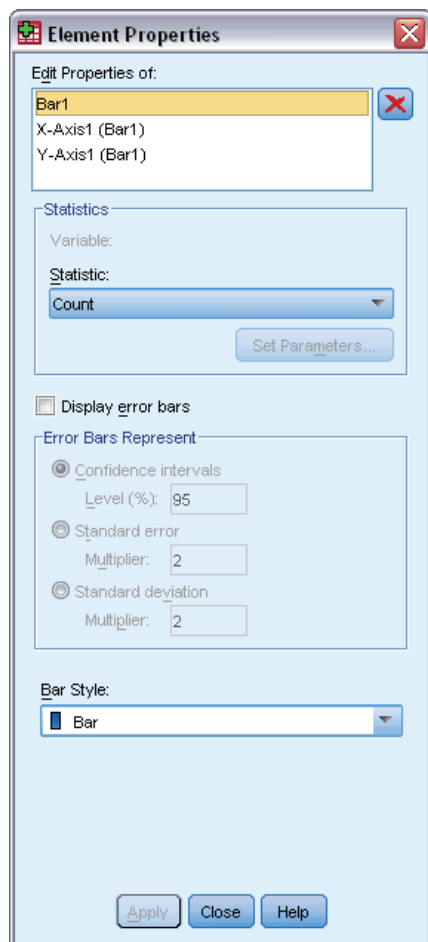 Element Properties
Edit Properties of:
Bar1
X-Axis1 (Bar1)
Y-Axis1 (Bar1)
Statistics
Variable:
Statistic:
Count
Set Parameters...
Display error bars
Error Bars Represent
Confidence intervals
Level (%): 95
Standard error
Multiplier: 2
Standard deviation
Multiplier: 2
Bar Style:
Bar
Apply Close Help